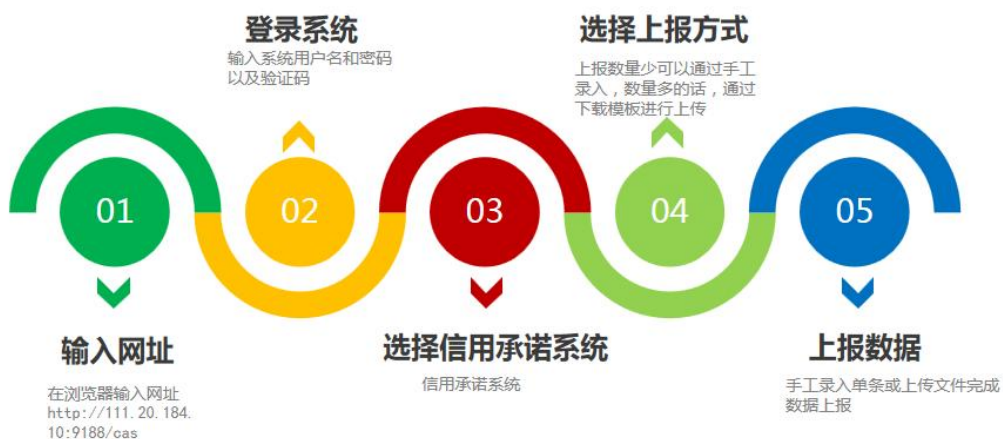 登录系统
输入系统用户名和密码
以及验证码
选择上报方式
上报数量少可以通过手工
录入，数量多的话，通过
下载模板进行上传
01
02
03
04
05
输入网址
在浏览器输入网址
http://111.20.184.
10:9188/cas
选择信用承诺系统
信用承诺系统
上报数据
手工录入单条或上传文件完成
数据上报